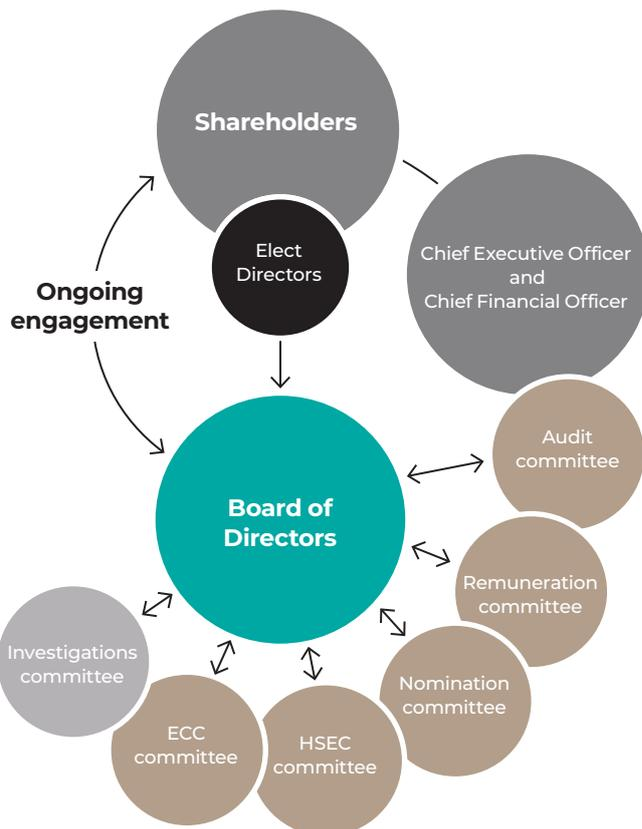 Shareholders
Elect
Directors
Chief Executive Officer
and
Chief Financial Officer
Ongoing
engagement
Audit
committee
Board of
Directors
Remuneration
committee
Investigations
committee
Nomination
committee
ECC
committee
HSEC
committee